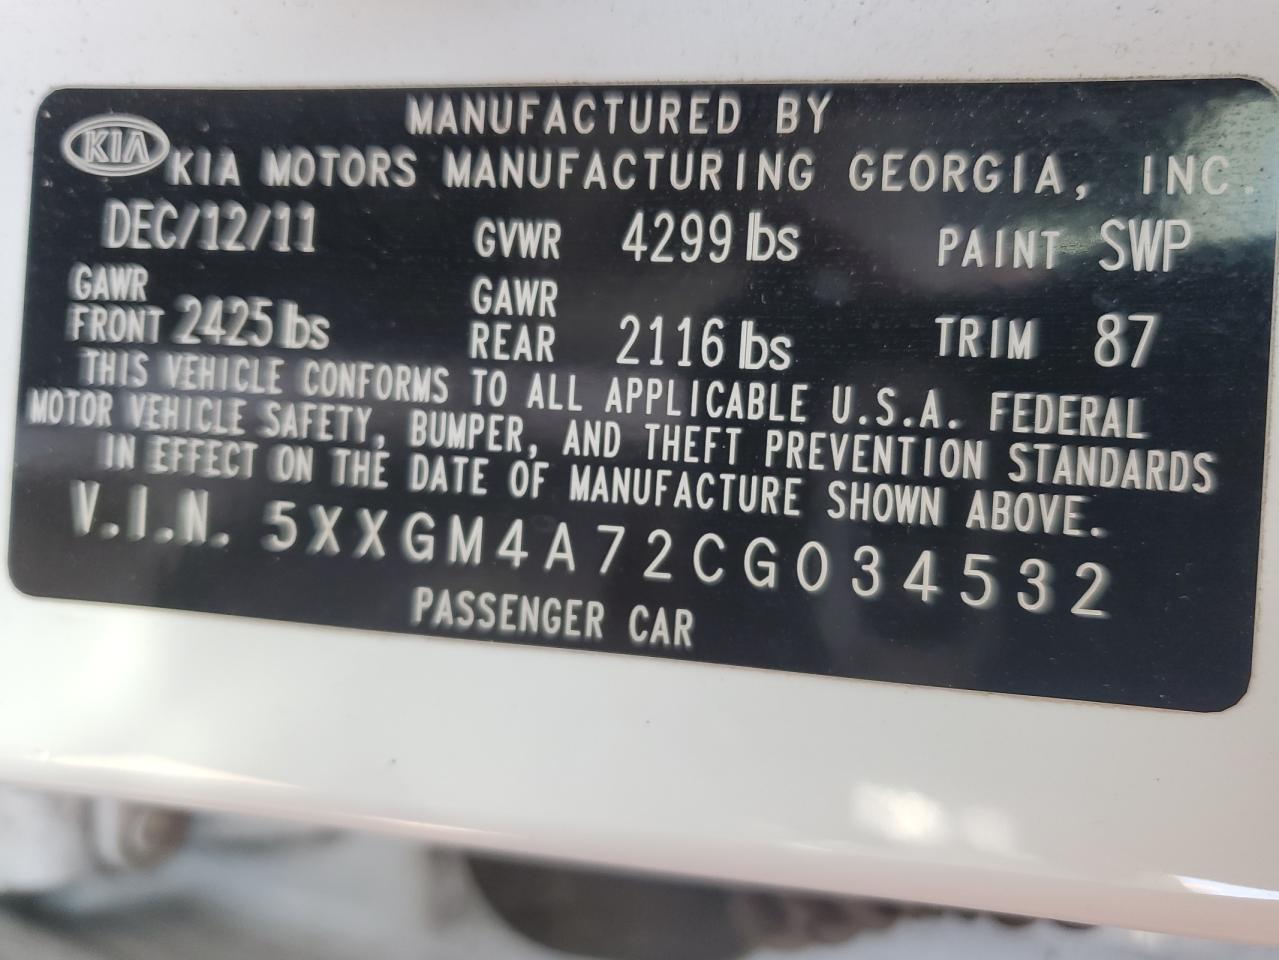 MANUFACTURED BY
KIA KIA MOTORS MANUFACTURING GEORGIA, INC.
DEC/12/11 GVWR 4299 lbs PAINT SWP
GAWR FRONT 2425 lbs GAWR REAR 2116 lbs TRIM 87
THIS VEHICLE CONFORMS TO ALL APPLICABLE U.S.A. FEDERAL
MOTOR VEHICLE SAFETY, BUMPER, AND THEFT PREVENTION STANDARDS
IN EFFECT ON THE DATE OF MANUFACTURE SHOWN ABOVE.
V.I.N. 5XXGM4A72CG034532
PASSENGER CAR